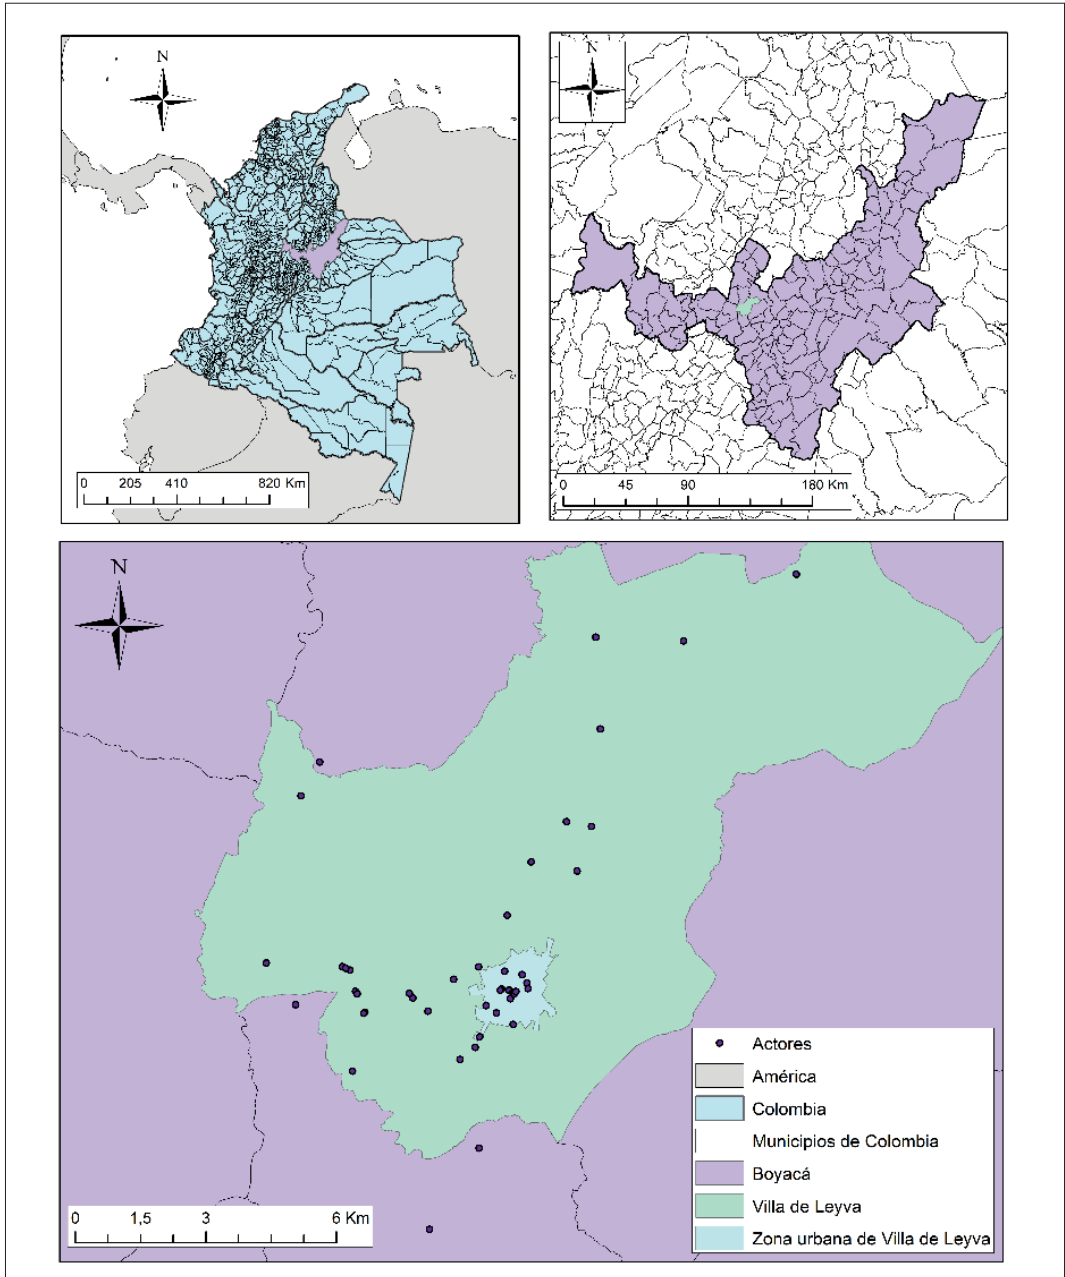 N
0 205 410 820 Km
N
0 45 90 180 Km
N
0 1,5 3 6 Km
Actores
América
Colombia
Municipios de Colombia
Boyacá
Villa de Leyva
Zona urbana de Villa de Leyva